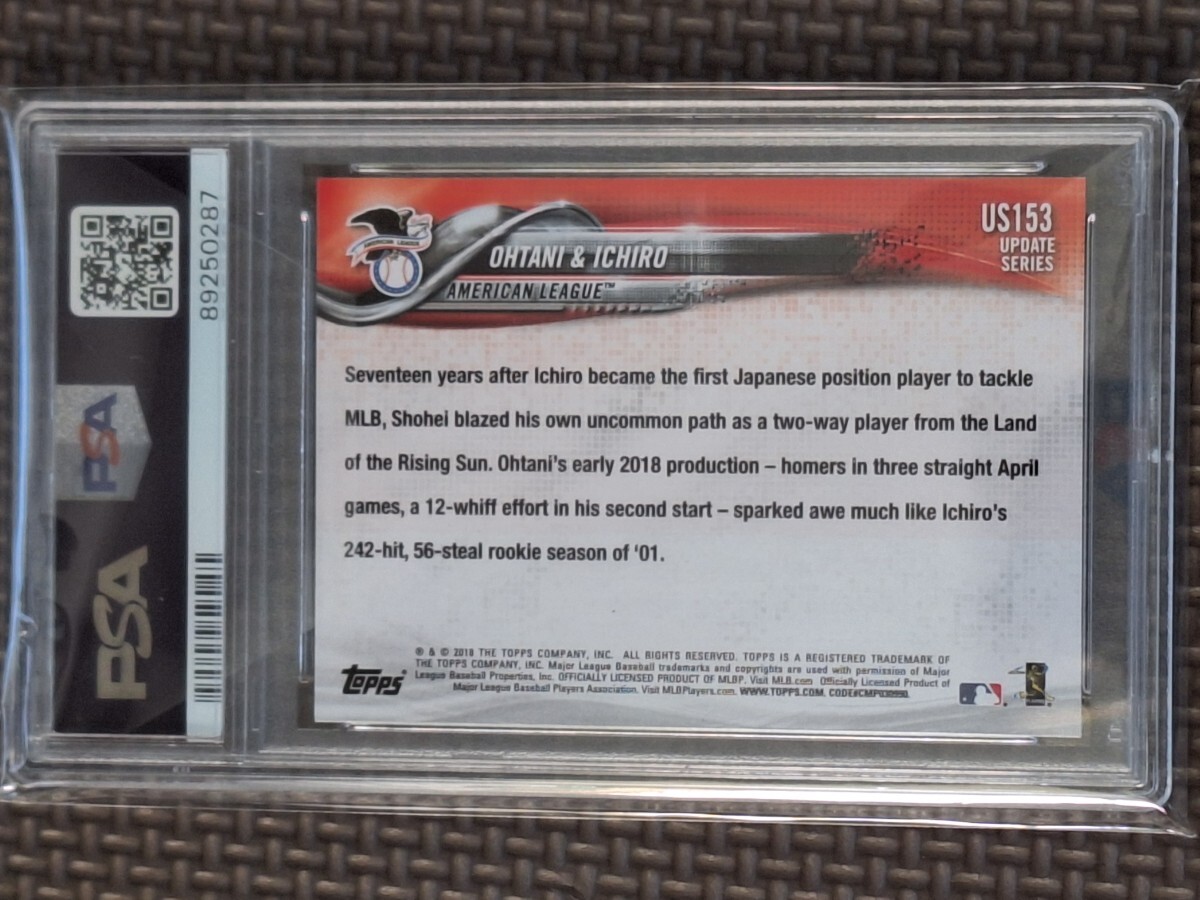 89250287
PSA
PSA
AMERICAN LEAGUE
OHTANI & ICHIRO
AMERICAN LEAGUE™
US153
UPDATE
SERIES
Seventeen years after Ichiro became the first Japanese position player to tackle
MLB, Shohei blazed his own uncommon path as a two-way player from the Land
of the Rising Sun. Ohtani's early 2018 production – homers in three straight April
games, a 12-whiff effort in his second start – sparked awe much like Ichiro's
242-hit, 56-steal rookie season of '01.
Topps®
® & © 2018 THE TOPPS COMPANY, INC. ALL RIGHTS RESERVED. TOPPS IS A REGISTERED TRADEMARK OF
THE TOPPS COMPANY, INC. Major League Baseball trademarks and copyrights are used with permission of Major
League Baseball Properties, Inc. OFFICIALLY LICENSED PRODUCT OF MLBP. Visit MLB.com Officially Licensed Product of
Major League Baseball Players Association. Visit MLBPlayers.com. WWW.TOPPS.COM.